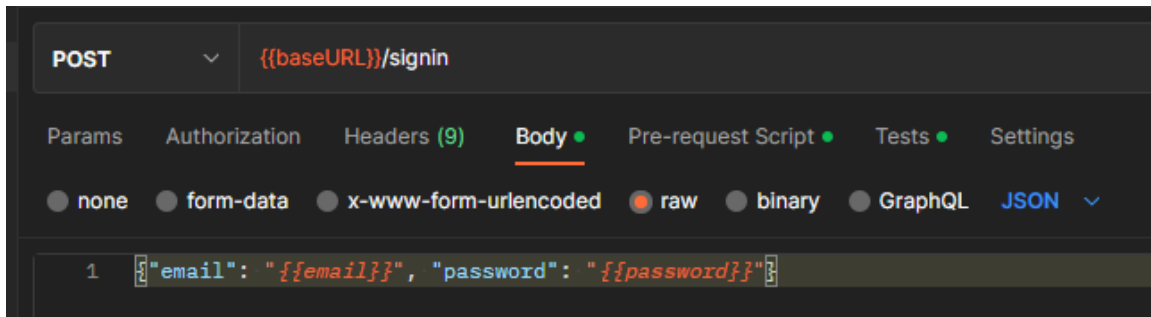 POST {{baseURL}}/signin
Params Authorization Headers (9) Body Pre-request Script Tests Settings
none form-data x-www-form-urlencoded raw binary GraphQL JSON
1 {"email": "{{email}}", "password": "{{password}}"}